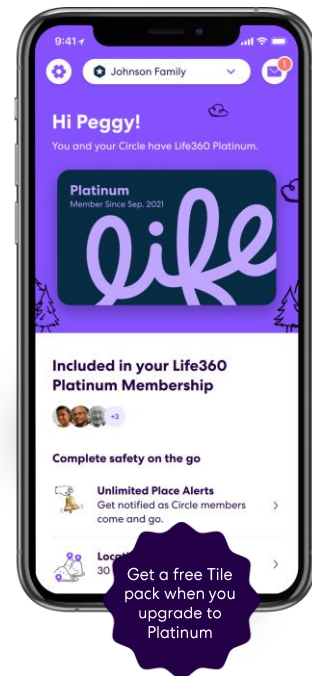 9:41
Johnson Family
1
Hi Peggy!
You and your Circle have Life360 Platinum.
Platinum
Member Since Sep. 2021
life
Included in your Life360
Platinum Membership
+3
Complete safety on the go
Unlimited Place Alerts
Get notified as Circle members
come and go.
30
Get a free Tile
pack when you
upgrade to
Platinum